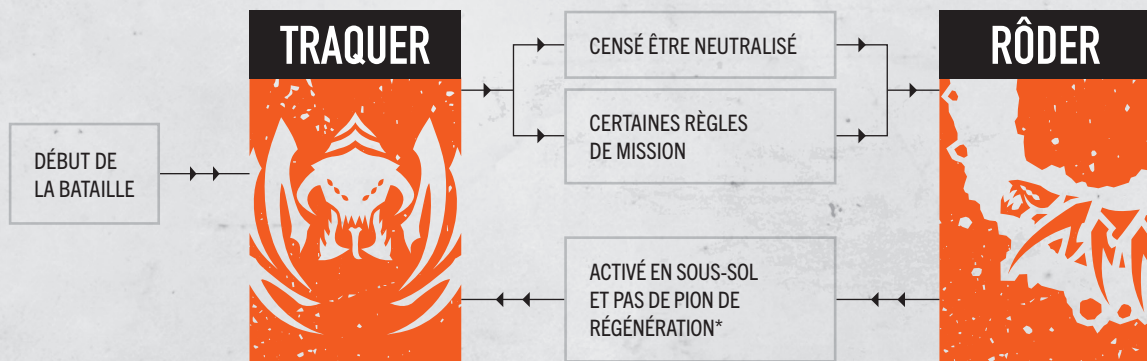 TRAQUER
RÔDER
CENSÉ ÊTRE NEUTRALISÉ
CERTAINES RÈGLES
DE MISSION
DÉBUT DE
LA BATAILLE
ACTIVÉ EN SOUS-SOL
ET PAS DE PION DE
RÉGÉNÉRATION*